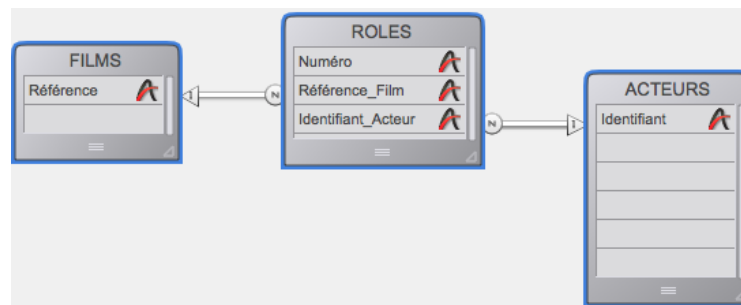 FILMS
Référence
1
N
ROLES
Numéro
Référence_Film
Identifiant_Acteur
N
1
ACTEURS
Identifiant